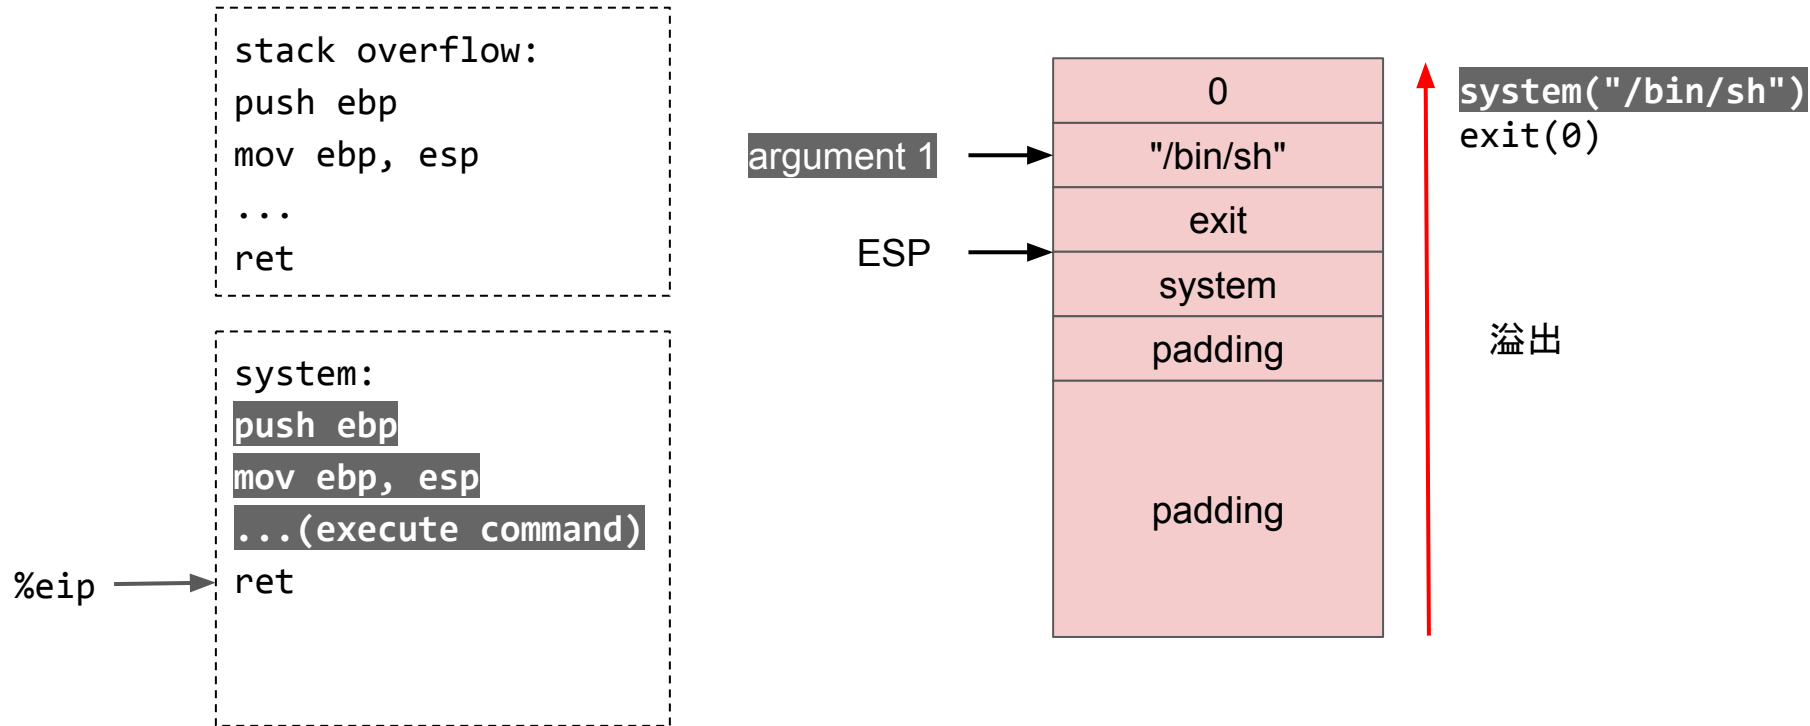 stack overflow:
push ebp
mov ebp, esp
...
ret
system:
push ebp
mov ebp, esp
...(execute command)
ret
%eip
argument 1
ESP
0
"/bin/sh"
exit
system
padding
padding
system("/bin/sh")
exit(0)
溢出